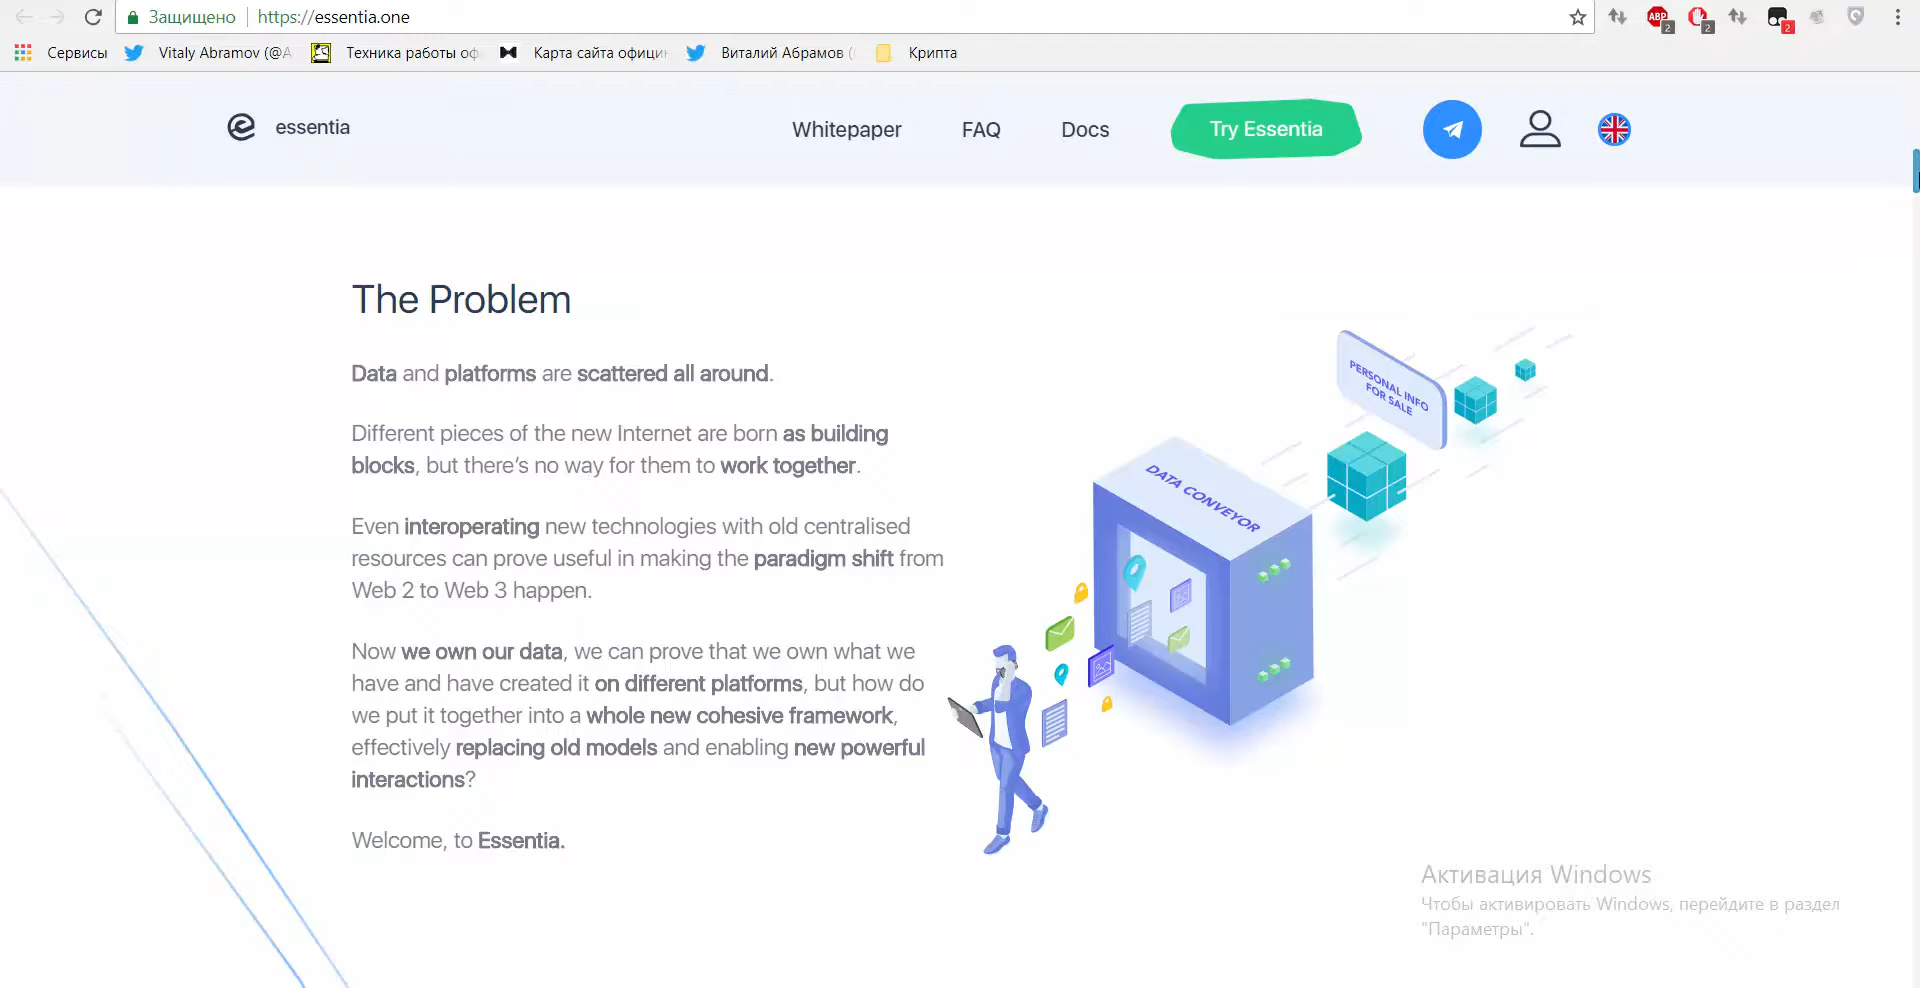 Защищено https://essentia.one
ABP 2 2 2
Сервисы Vitaly Abramov (@A Техника работы оф Карта сайта официн Виталий Абрамов ( Крипта
essentia Whitepaper FAQ Docs Try Essentia
The Problem
Data and platforms are scattered all around.
Different pieces of the new Internet are born as building
blocks, but there’s no way for them to work together.
Even interoperating new technologies with old centralised
resources can prove useful in making the paradigm shift from
Web 2 to Web 3 happen.
Now we own our data, we can prove that we own what we
have and have created it on different platforms, but how do
we put it together into a whole new cohesive framework,
effectively replacing old models and enabling new powerful
interactions?
Welcome, to Essentia.
PERSONAL INFO
FOR SALE
DATA CONVEYOR
Активация Windows
Чтобы активировать Windows, перейдите в раздел
"Параметры".